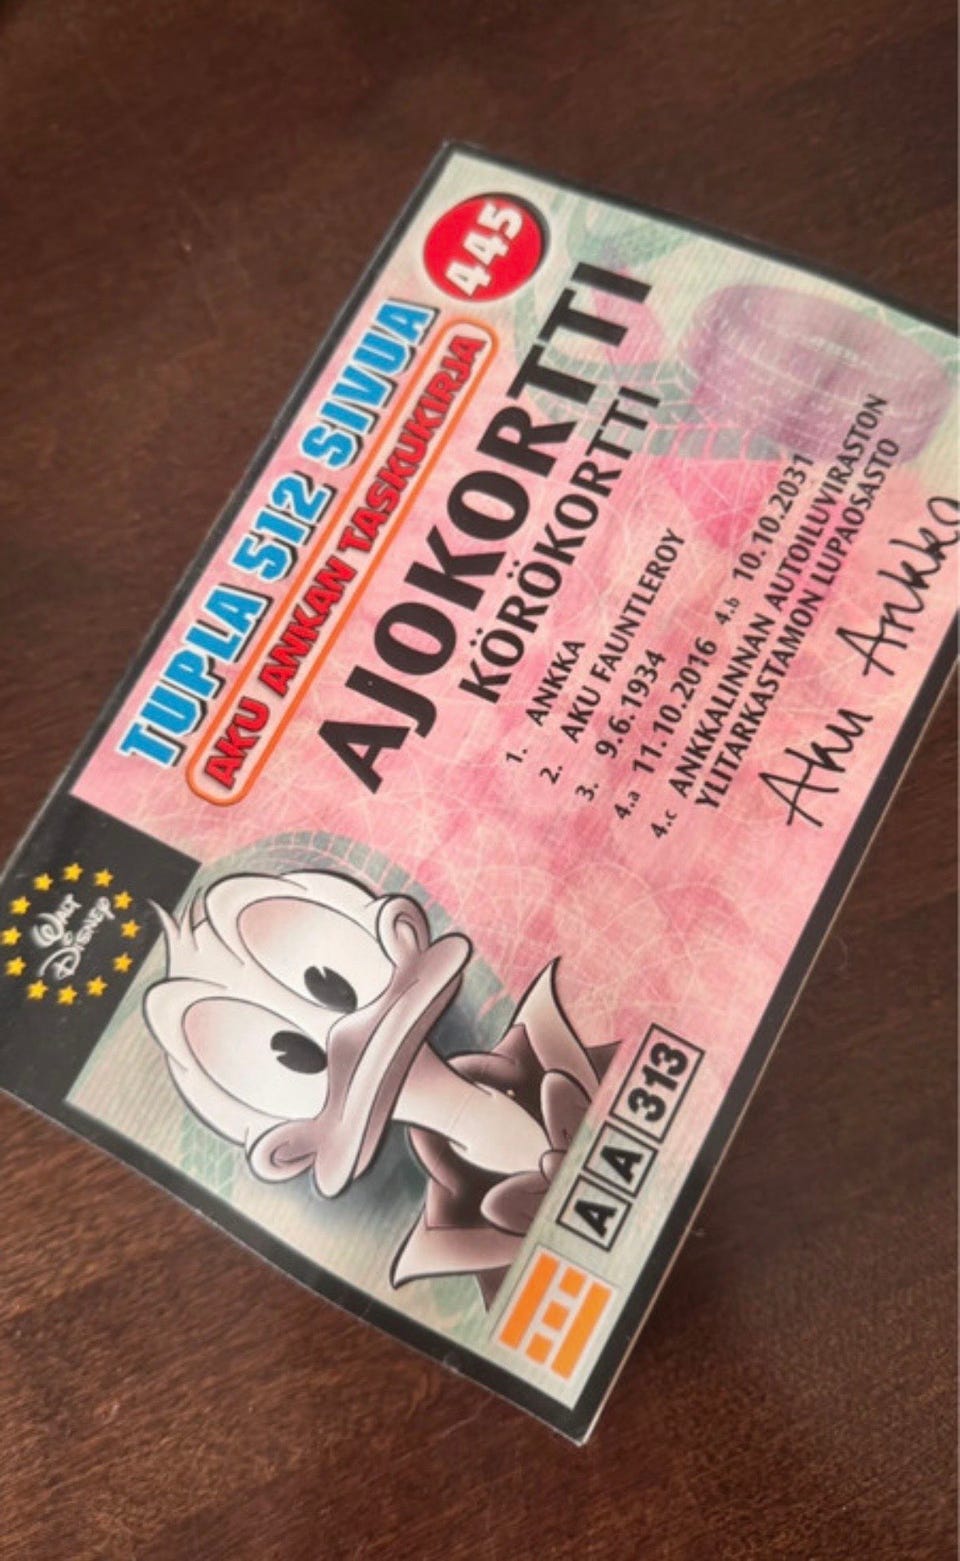 TUPLA 512 SIVUA
AKU ANKAN TASKUKIRJA
445
AJOKORTTI
KÖRÖKORTTI
1. ANKKA
2. AKU FAUNTLEROY
3. 9.6.1934
4.a 11.10.2016 4.b 10.10.2031
4.c ANKKALINNAN AUTOILUVIRASTON
YLITARKASTAMON LUPAOSASTO
Aku Ankka
WALT
DISNEY
A A 313